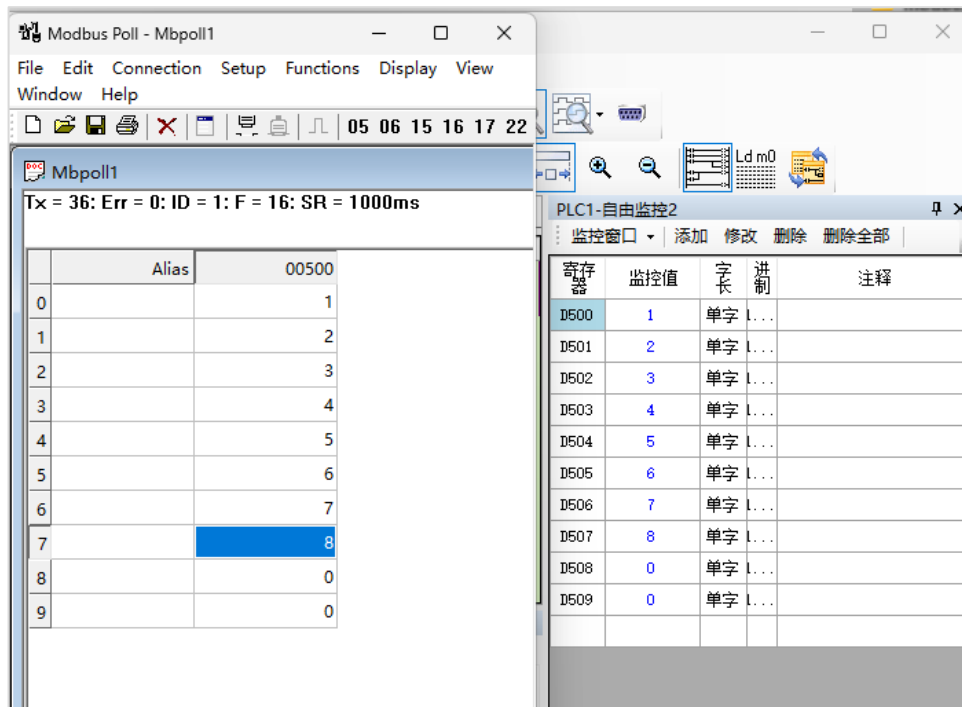 Modbus Poll - Mbpoll1
File Edit Connection Setup Functions Display View
Window Help
05 06 15 16 17 22
Mbpoll1
Tx = 36: Err = 0: ID = 1: F = 16: SR = 1000ms
Alias 00500
0 1
1 2
2 3
3 4
4 5
5 6
6 7
7 8
8 0
9 0
Ld m0
PLC1-自由监控2
监控窗口 添加 修改 删除 删除全部
寄存器 监控值 字长 进制 注释
D500 1 单字
D501 2 单字
D502 3 单字
D503 4 单字
D504 5 单字
D505 6 单字
D506 7 单字
D507 8 单字
D508 0 单字
D509 0 单字